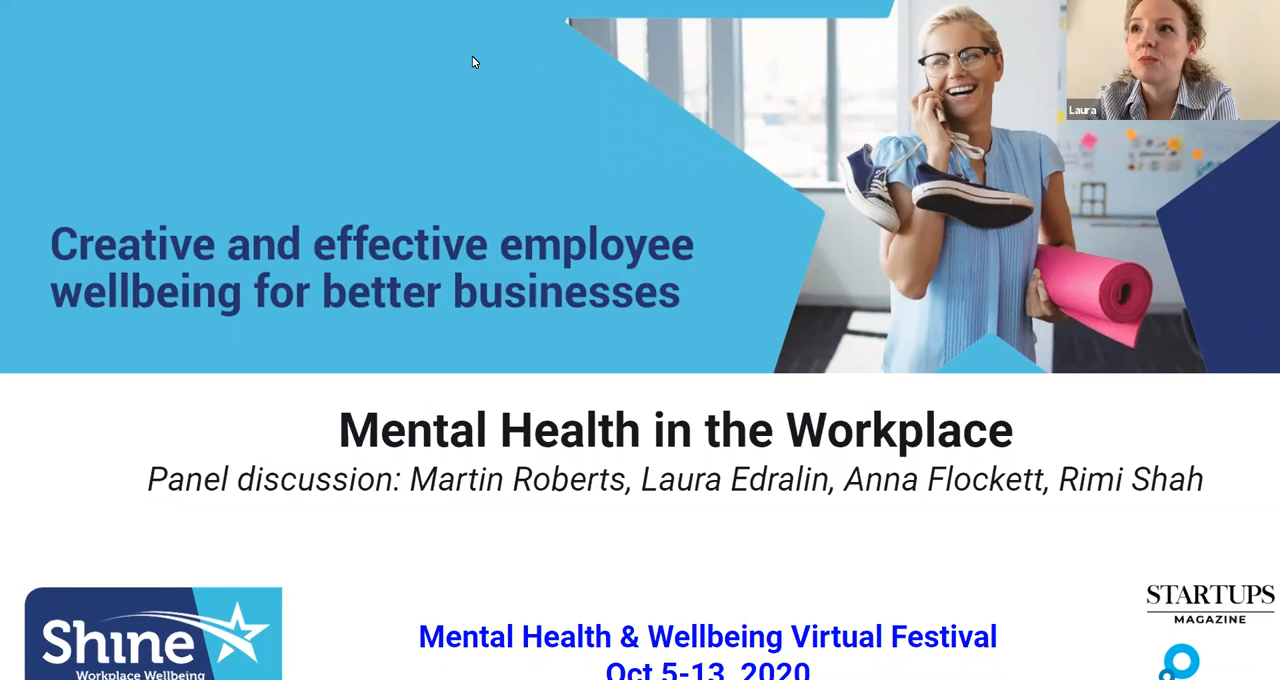 Laura
Creative and effective employee
wellbeing for better businesses
Mental Health in the Workplace
Panel discussion: Martin Roberts, Laura Edralin, Anna Flockett, Rimi Shah
Shine
Workplace Wellbeing
Mental Health & Wellbeing Virtual Festival
Oct 5-13, 2020
STARTUPS
MAGAZINE